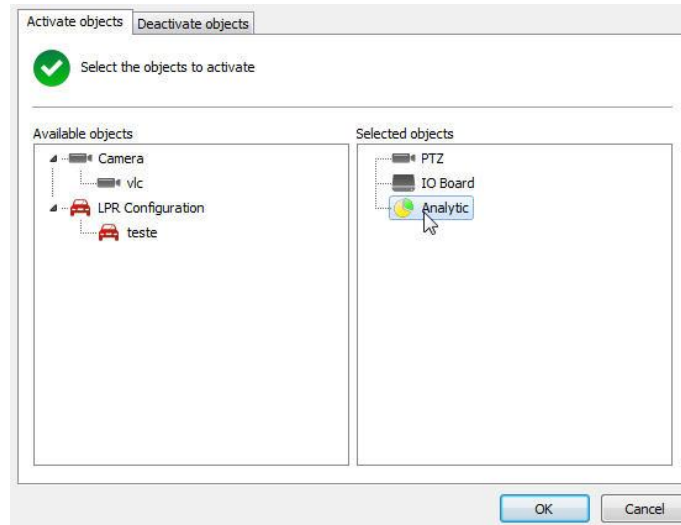 Activate objects
Deactivate objects
Select the objects to activate
Available objects
Camera
vlc
LPR Configuration
teste
Selected objects
PTZ
IO Board
Analytic
OK
Cancel